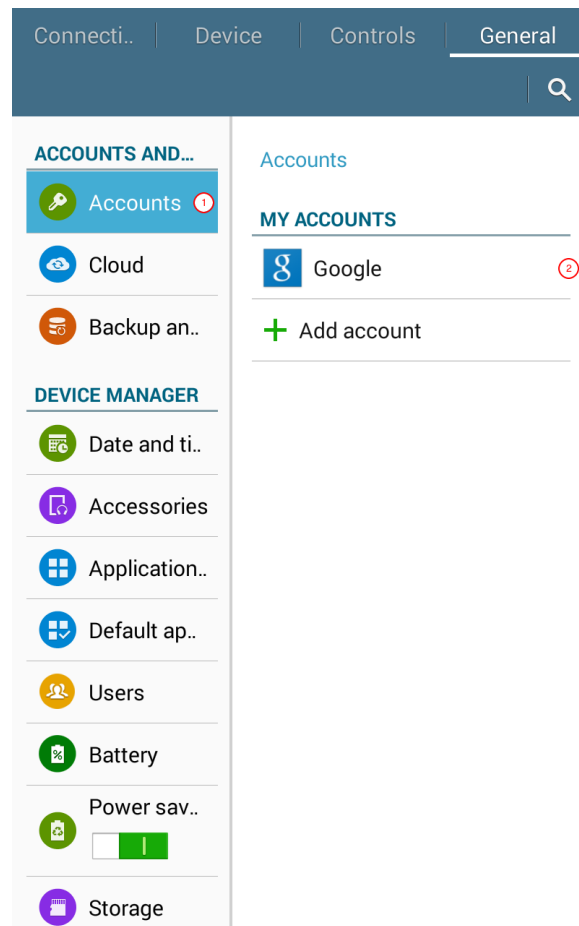 Connecti..
Device
Controls
General
ACCOUNTS AND...
Accounts 1
Cloud
Backup an..
DEVICE MANAGER
Date and ti..
Accessories
Application..
Default ap..
Users
% Battery
Power sav..
Storage
Accounts
MY ACCOUNTS
8 Google 2
Add account